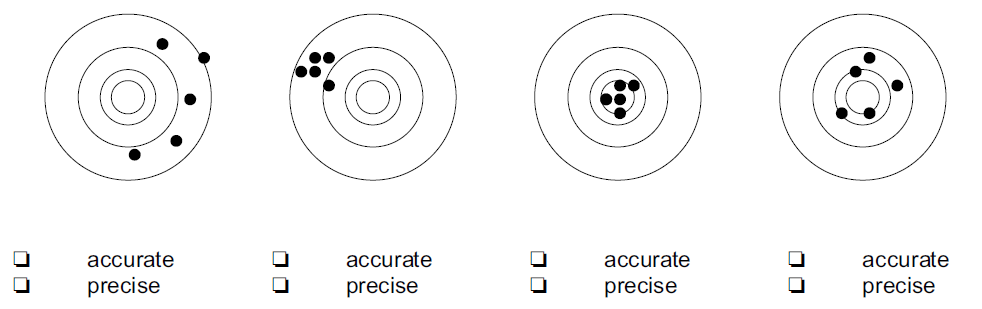 ❏ accurate ❏ accurate ❏ accurate ❏ accurate
❏ precise ❏ precise ❏ precise ❏ precise